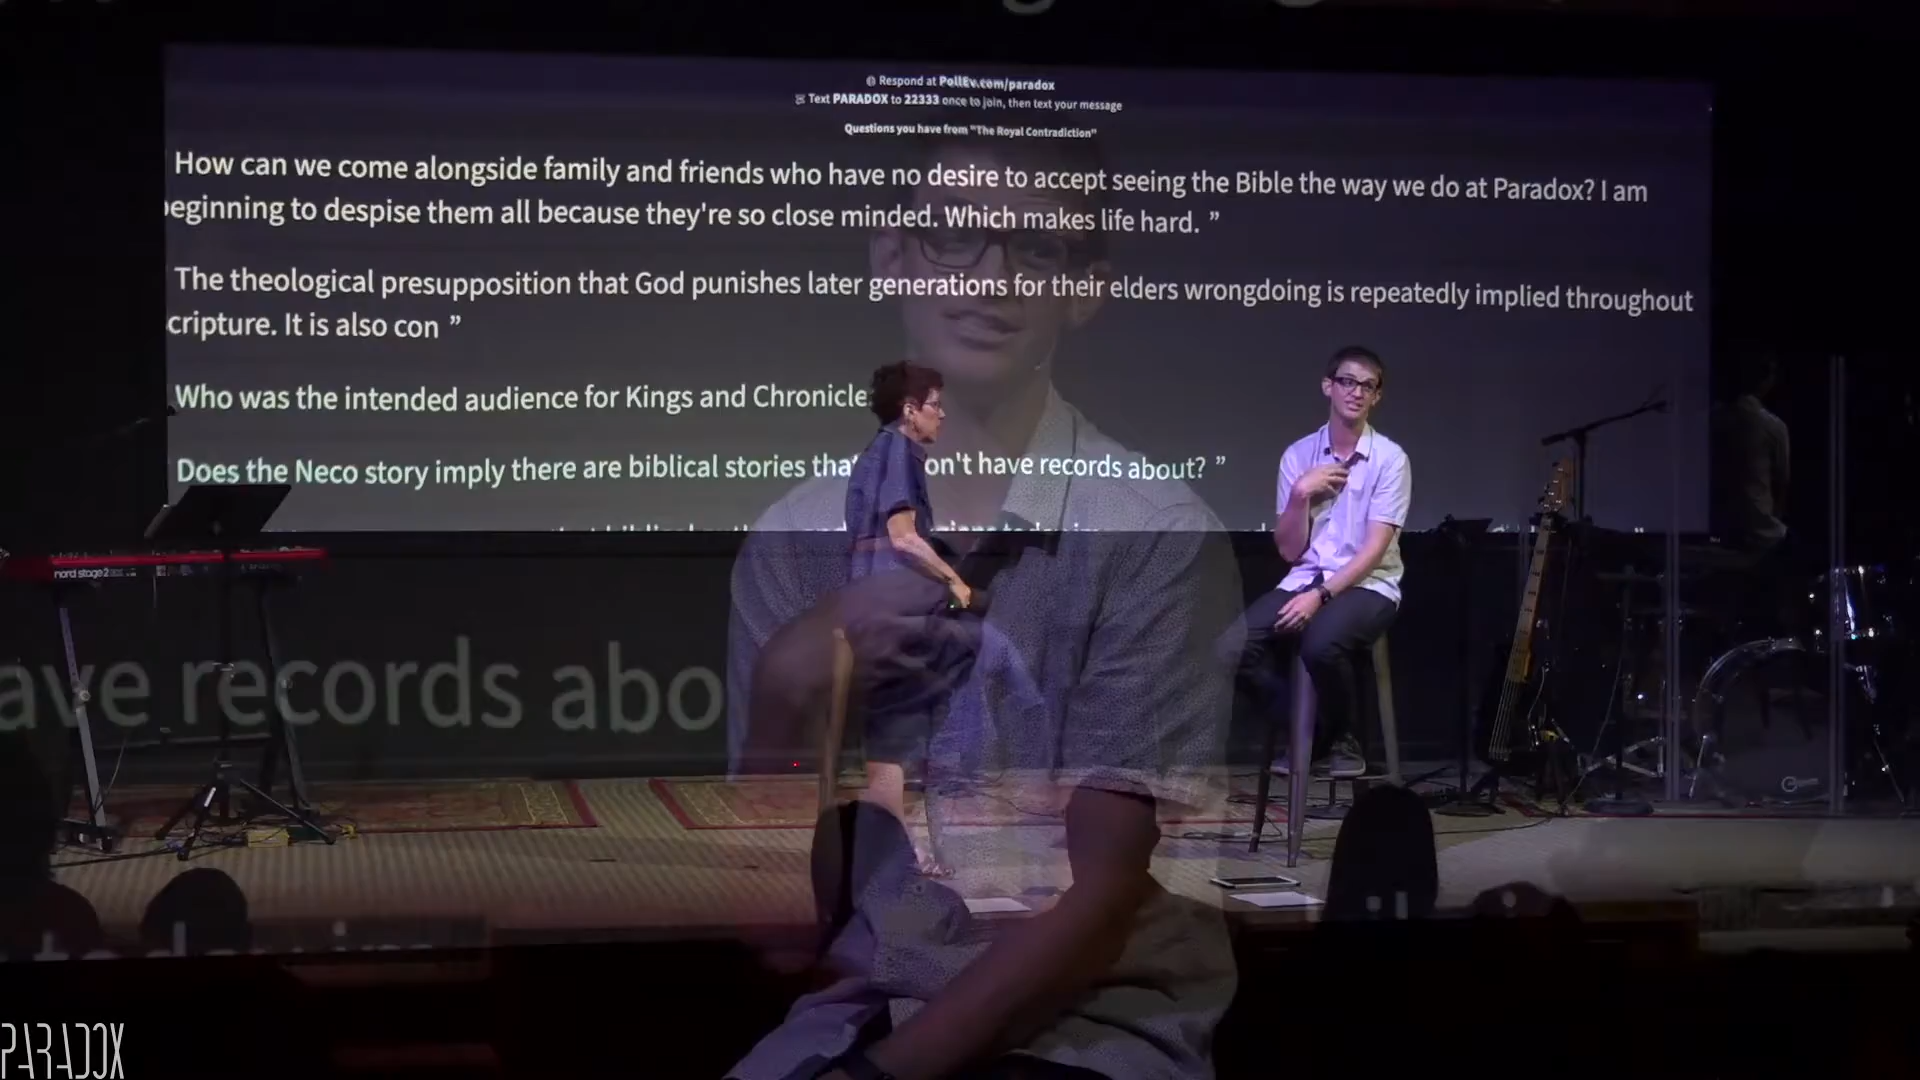 Respond at PollEv.com/paradox
Text PARADOX to 22333 once to join, then text your message
Questions you have from "The Royal Contradiction"
How can we come alongside family and friends who have no desire to accept seeing the Bible the way we do at Paradox? I am
eginning to despise them all because they're so close minded. Which makes life hard. ”
The theological presupposition that God punishes later generations for their elders wrongdoing is repeatedly implied throughout
cripture. It is also con ”
Who was the intended audience for Kings and Chronicle
Does the Neco story imply there are biblical stories tha on't have records about? ”
nord stage 2
ave records abo
PARADOX